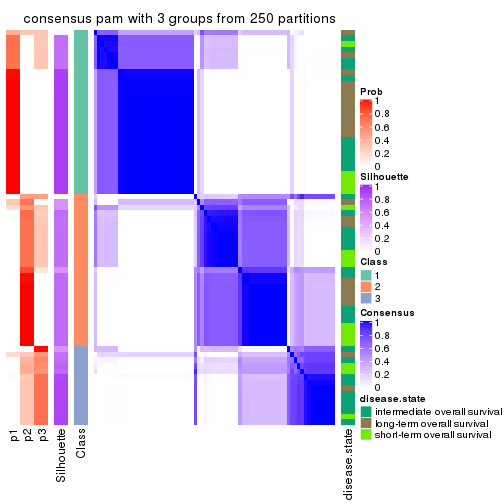 consensus pam with 3 groups from 250 partitions
Prob
1
0.8
0.6
0.4
0.2
0
Silhouette
1
0.8
0.6
0.4
0.2
0
Class
1
2
3
Consensus
1
0.8
0.6
0.4
0.2
0
disease.state
intermediate overall survival
long-term overall survival
short-term overall survival
p1
p2
p3
Silhouette
Class
disease.state